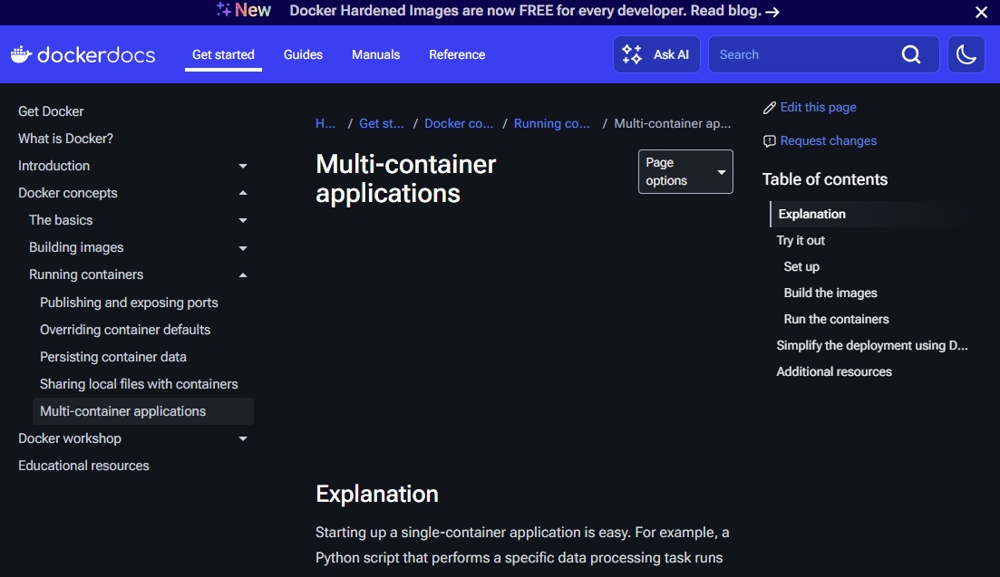 New Docker Hardened Images are now FREE for every developer. Read blog.
dockerdocs
Get started
Guides
Manuals
Reference
Ask AI
Search
Get Docker
What is Docker?
Introduction
Docker concepts
The basics
Building images
Running containers
Publishing and exposing ports
Overriding container defaults
Persisting container data
Sharing local files with containers
Multi-container applications
Docker workshop
Educational resources
H... / Get st... / Docker co... / Running co... / Multi-container ap...
Multi-container
applications
Page
options
Explanation
Starting up a single-container application is easy. For example, a
Python script that performs a specific data processing task runs
Edit this page
Request changes
Table of contents
Explanation
Try it out
Set up
Build the images
Run the containers
Simplify the deployment using D...
Additional resources